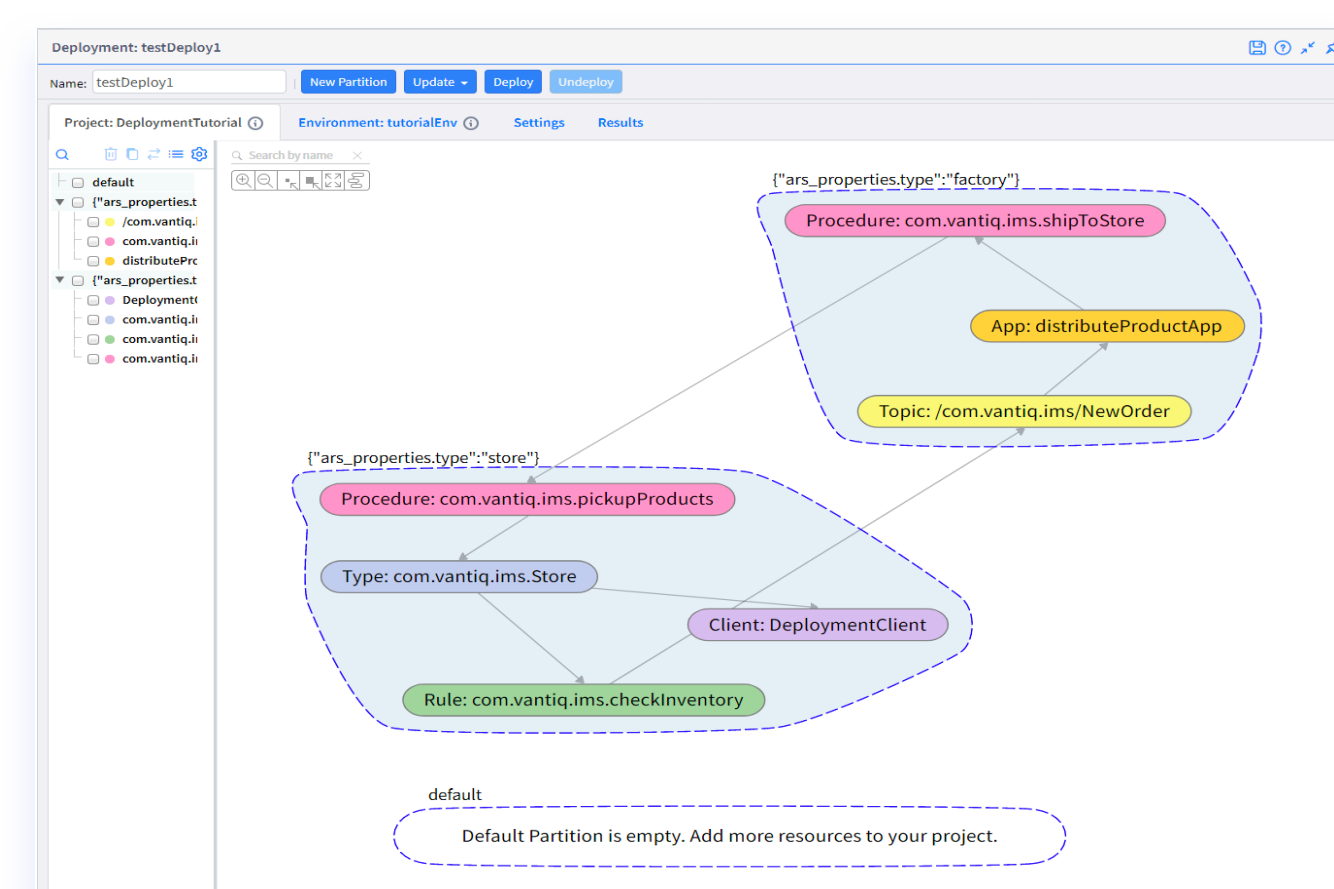 Deployment: testDeploy1
Name: testDeploy1 New Partition Update Deploy Undeploy
Project: DeploymentTutorial Environment: tutorialEnv Settings Results
Search by name
default
{"ars_properties.t
/com.vantiq.i
com.vantiq.ir
distributePro
{"ars_properties.t
Deployment(
com.vantiq.ir
com.vantiq.ir
com.vantiq.ir
{"ars_properties.type":"factory"}
Procedure: com.vantiq.ims.shipToStore
App: distributeProductApp
Topic: /com.vantiq.ims/NewOrder
{"ars_properties.type":"store"}
Procedure: com.vantiq.ims.pickupProducts
Type: com.vantiq.ims.Store
Client: DeploymentClient
Rule: com.vantiq.ims.checkInventory
default
Default Partition is empty. Add more resources to your project.